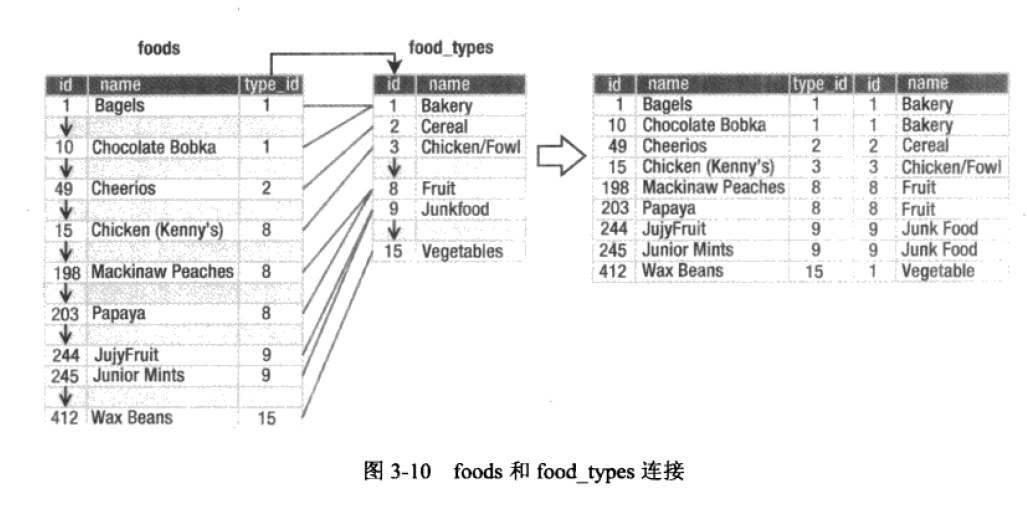 foods food_types
id name type_id id name id name type_id id name
1 Bagels 1 1 Bakery 1 Bagels 1 1 Bakery
2 Cereal 10 Chocolate Bobka 1 1 Bakery
10 Chocolate Bobka 1 3 Chicken/Fowl 49 Cheerios 2 2 Cereal
15 Chicken (Kenny's) 3 3 Chicken/Fowl
49 Cheerios 2 8 Fruit 198 Mackinaw Peaches 8 8 Fruit
9 Junkfood 203 Papaya 8 8 Fruit
15 Chicken (Kenny's) 8 244 JujyFruit 9 9 Junk Food
15 Vegetables 245 Junior Mints 9 9 Junk Food
198 Mackinaw Peaches 8 412 Wax Beans 15 1 Vegetable
203 Papaya 8
244 JujyFruit 9
245 Junior Mints 9
412 Wax Beans 15
图 3-10 foods 和 food_types 连接